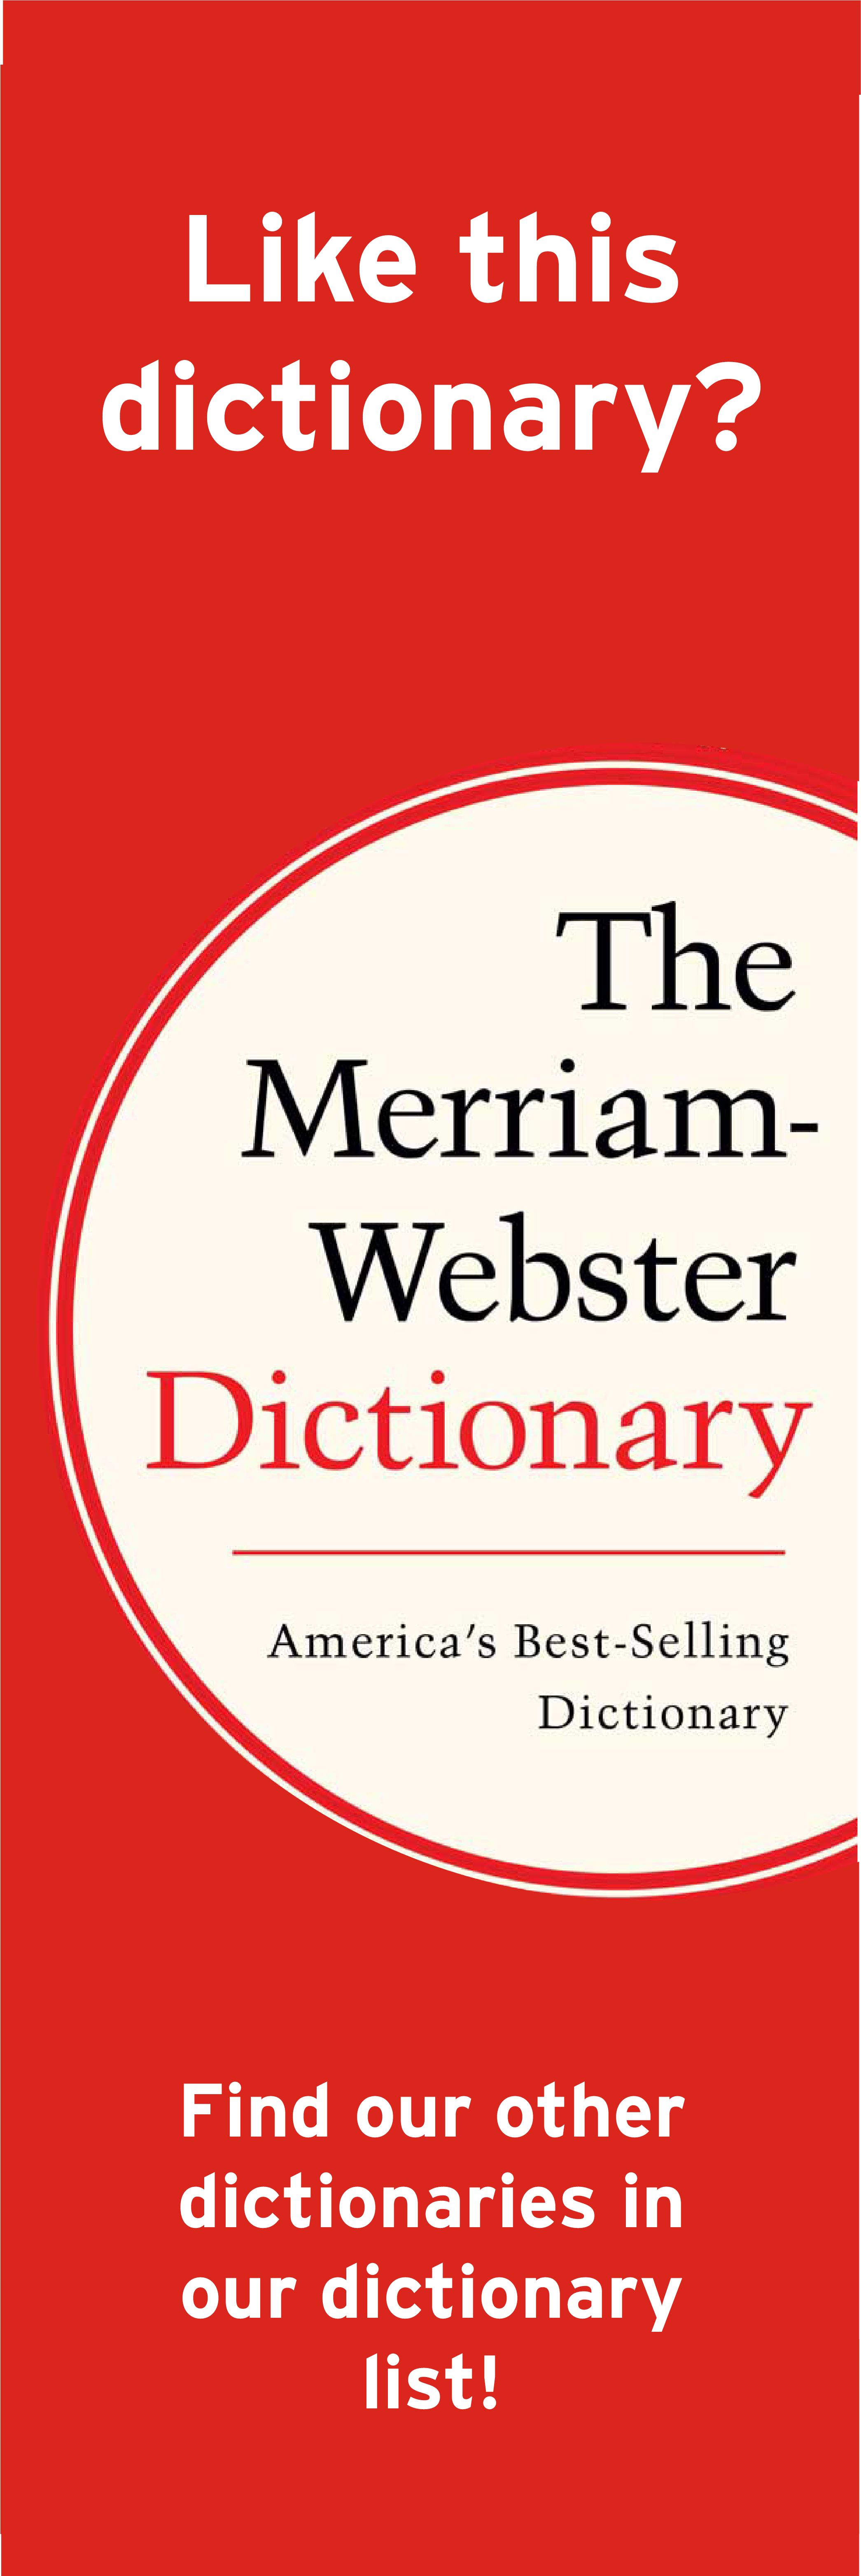 Like this
dictionary?
The
Merriam-
Webster
Dictionary
America's Best-Selling
Dictionary
Find our other
dictionaries in
our dictionary
list!